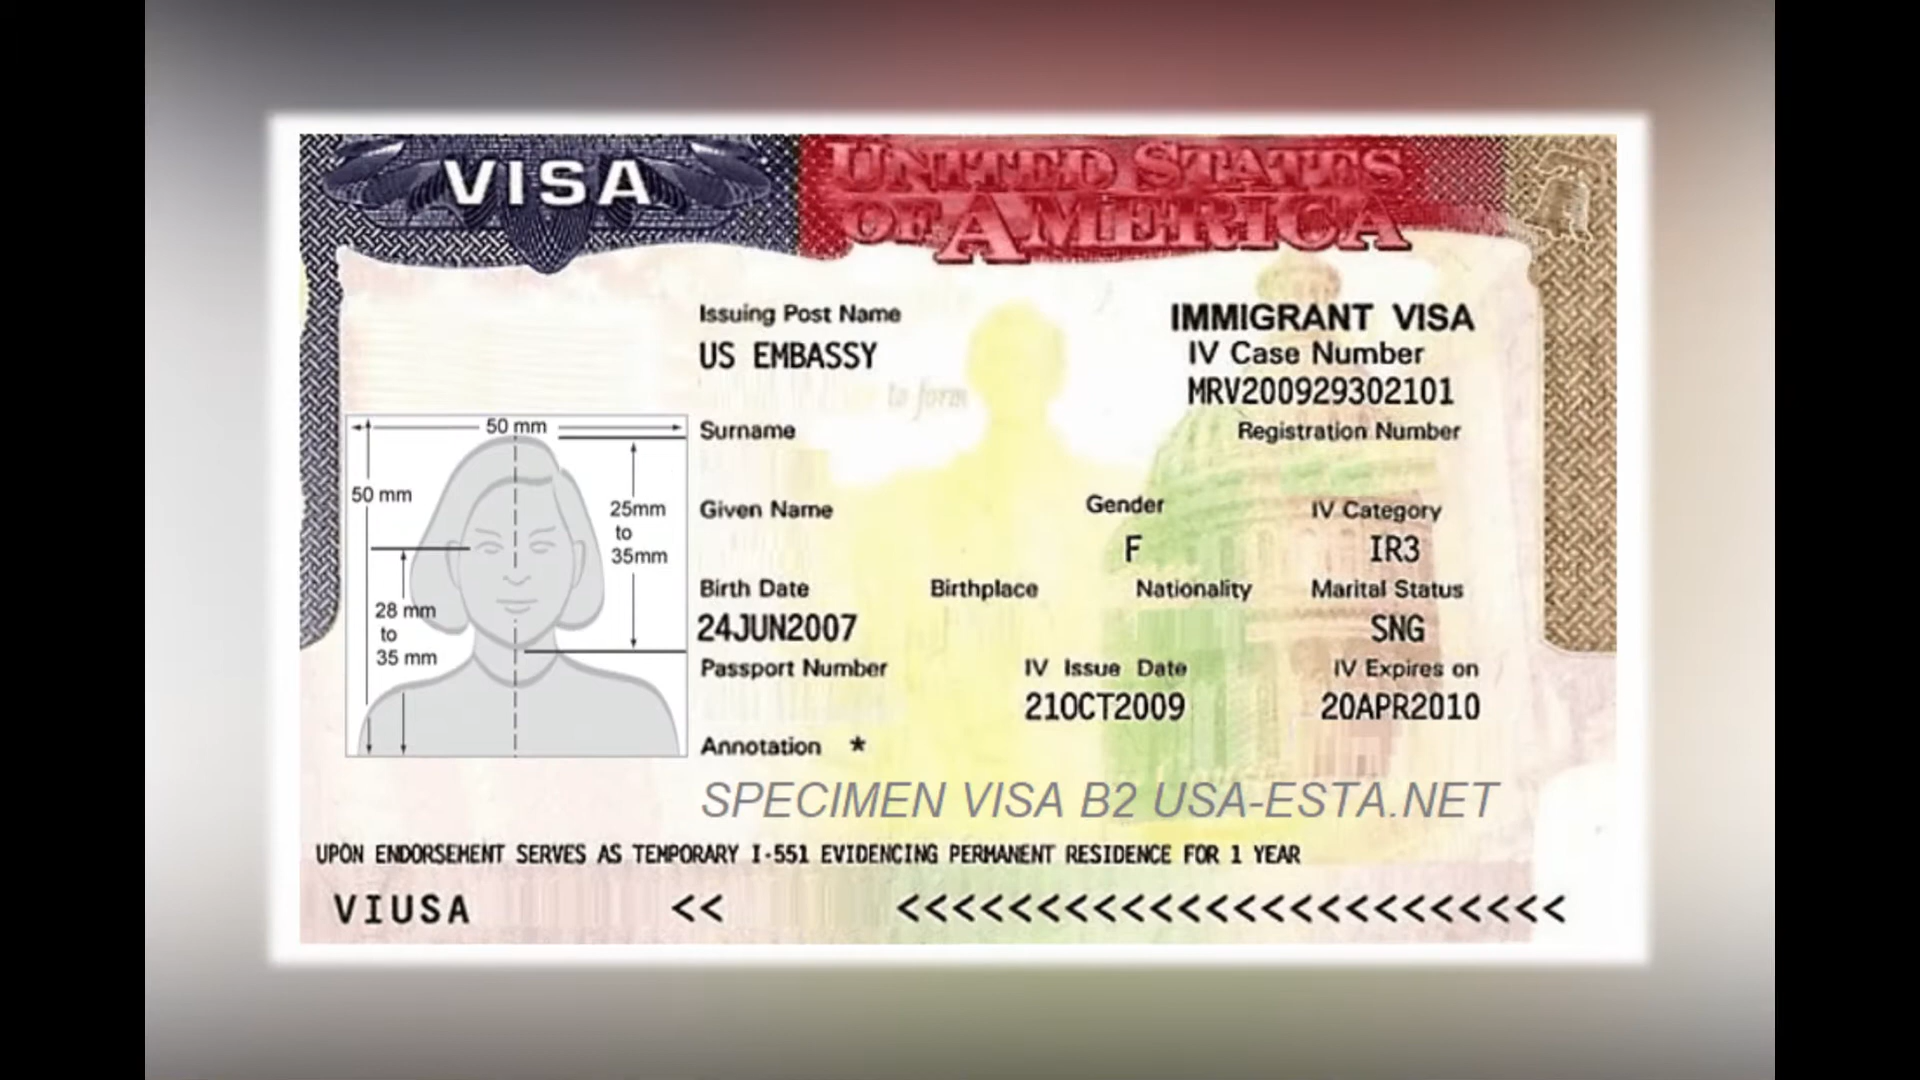 VISA
UNITED STATES
OF AMERICA
Issuing Post Name
US EMBASSY
IMMIGRANT VISA
IV Case Number
MRV200929302101
to form
Surname
Registration Number
50 mm
50 mm
25mm
to
35mm
28 mm
to
35 mm
Given Name
Gender
F
IV Category
IR3
Birth Date
24JUN2007
Birthplace
Nationality
Marital Status
SNG
Passport Number
IV Issue Date
21OCT2009
IV Expires on
20APR2010
Annotation *
SPECIMEN VISA B2 USA-ESTA.NET
UPON ENDORSEMENT SERVES AS TEMPORARY I-551 EVIDENCING PERMANENT RESIDENCE FOR 1 YEAR
VIUSA << <<<<<<<<<<<<<<<<<<<<<<<<